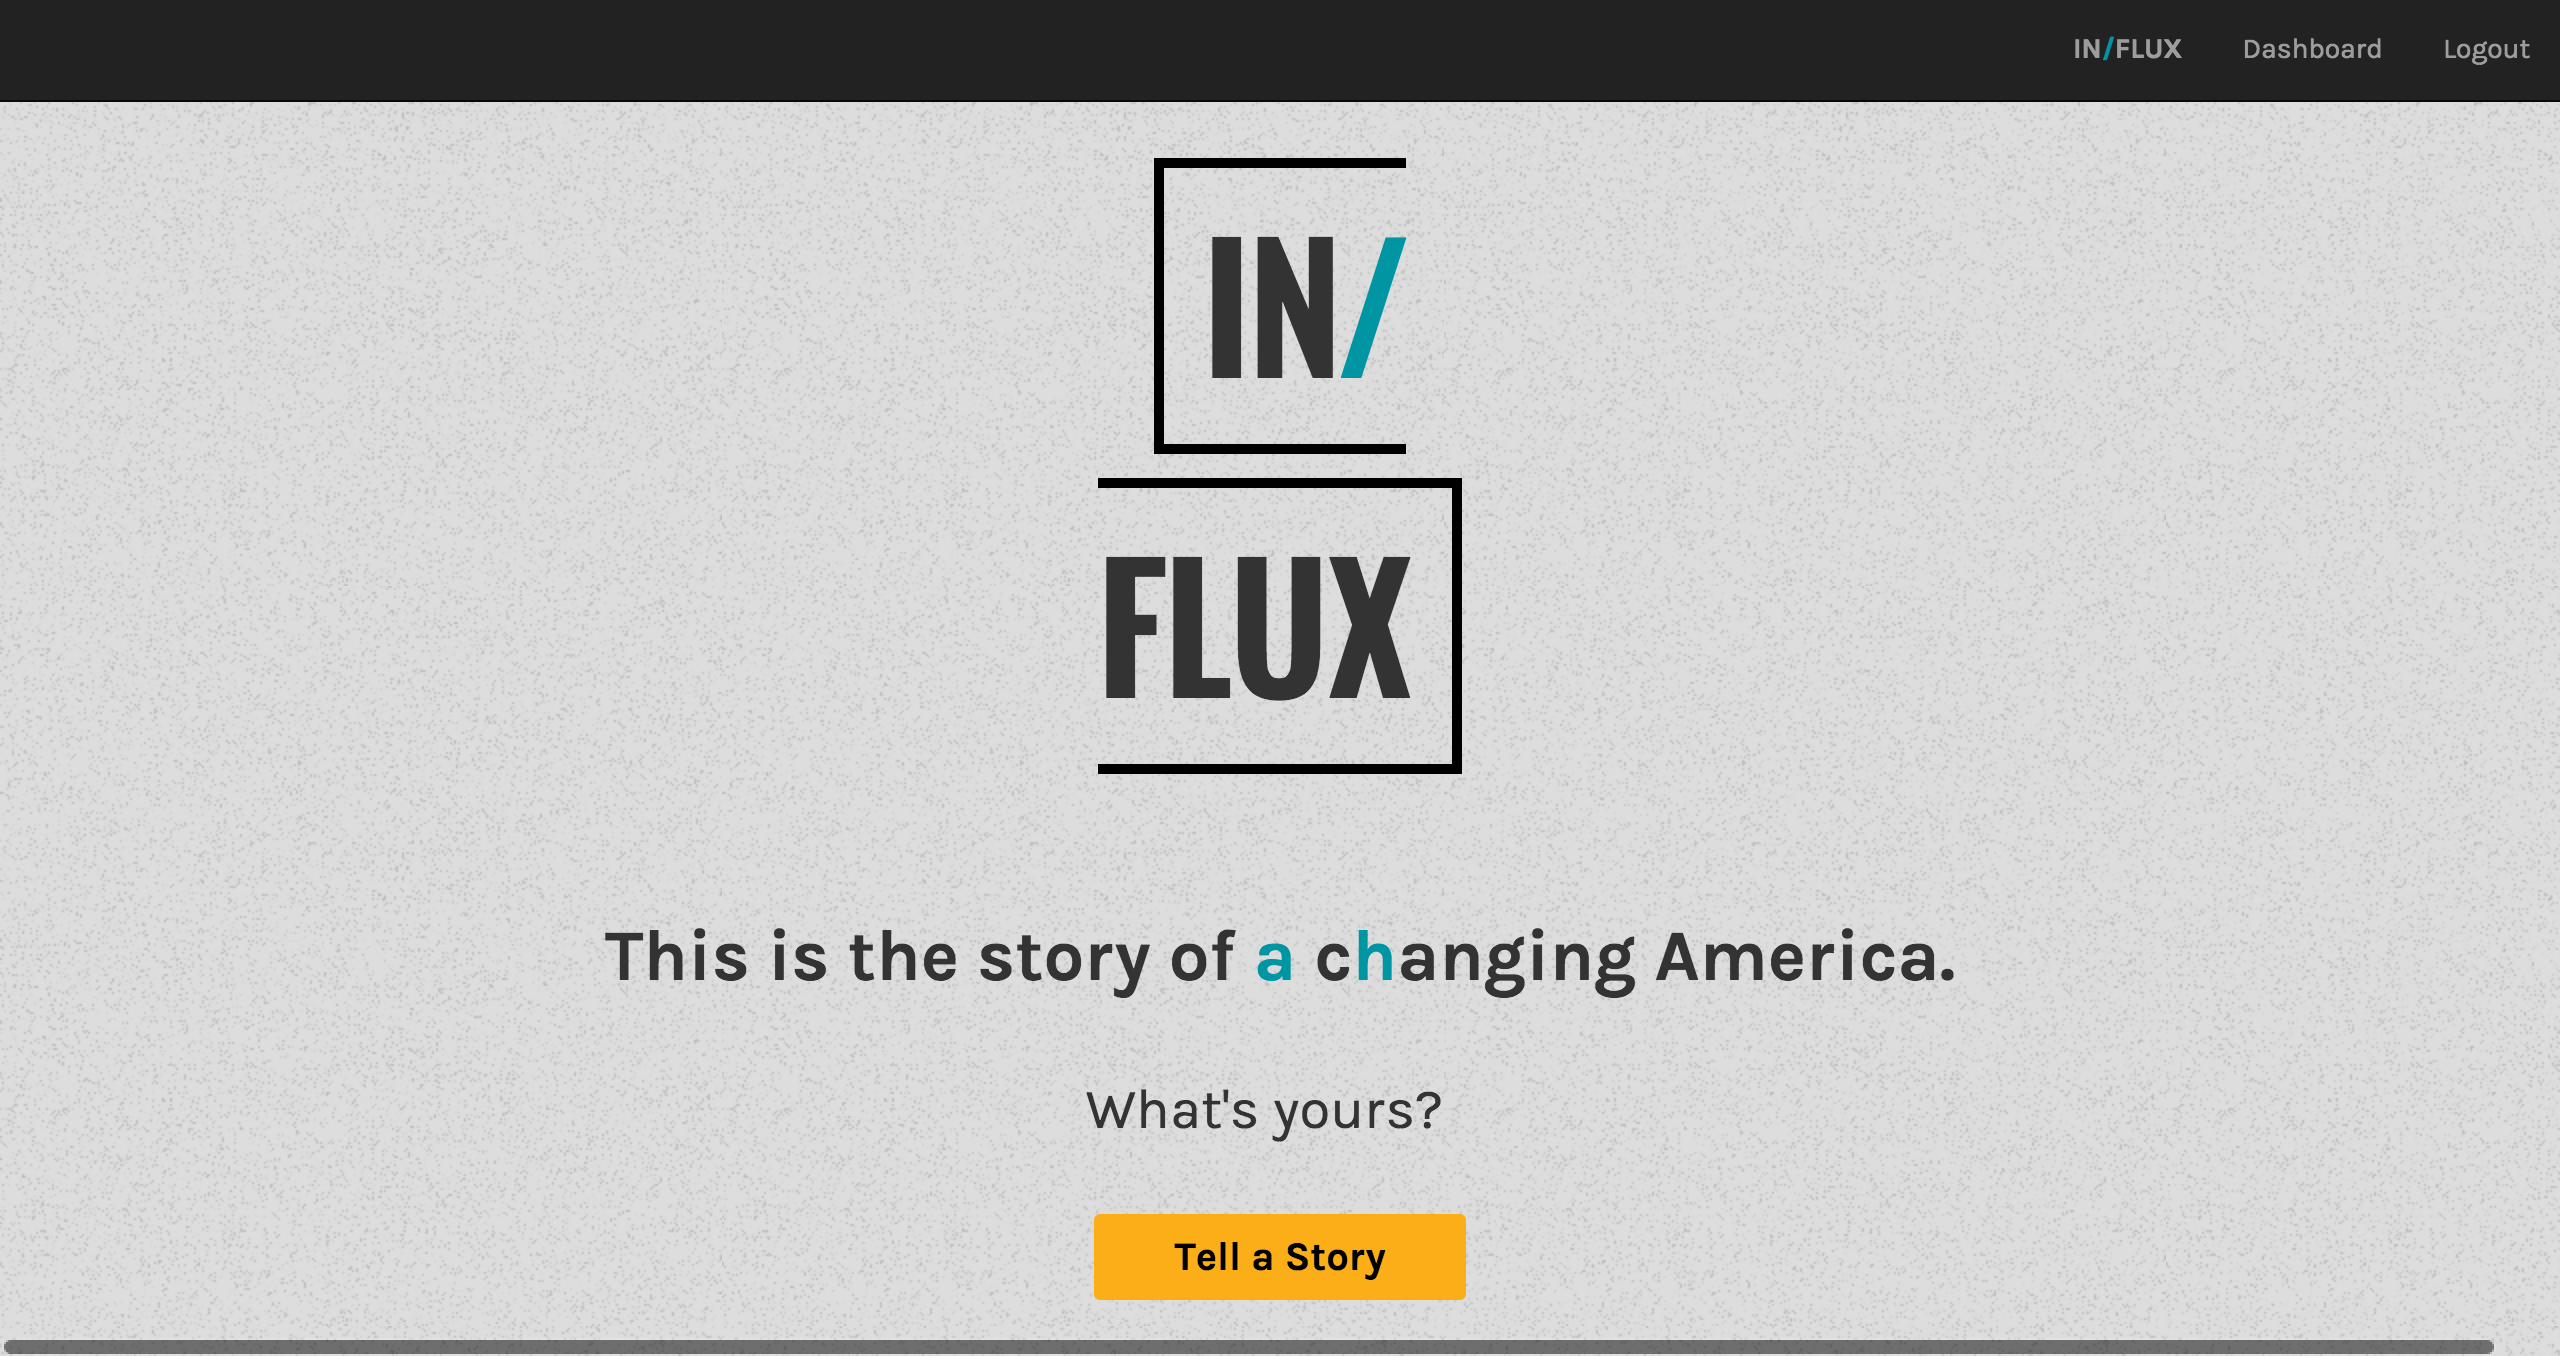 IN/FLUX Dashboard Logout
IN/
FLUX
This is the story of a changing America.
What's yours?
Tell a Story